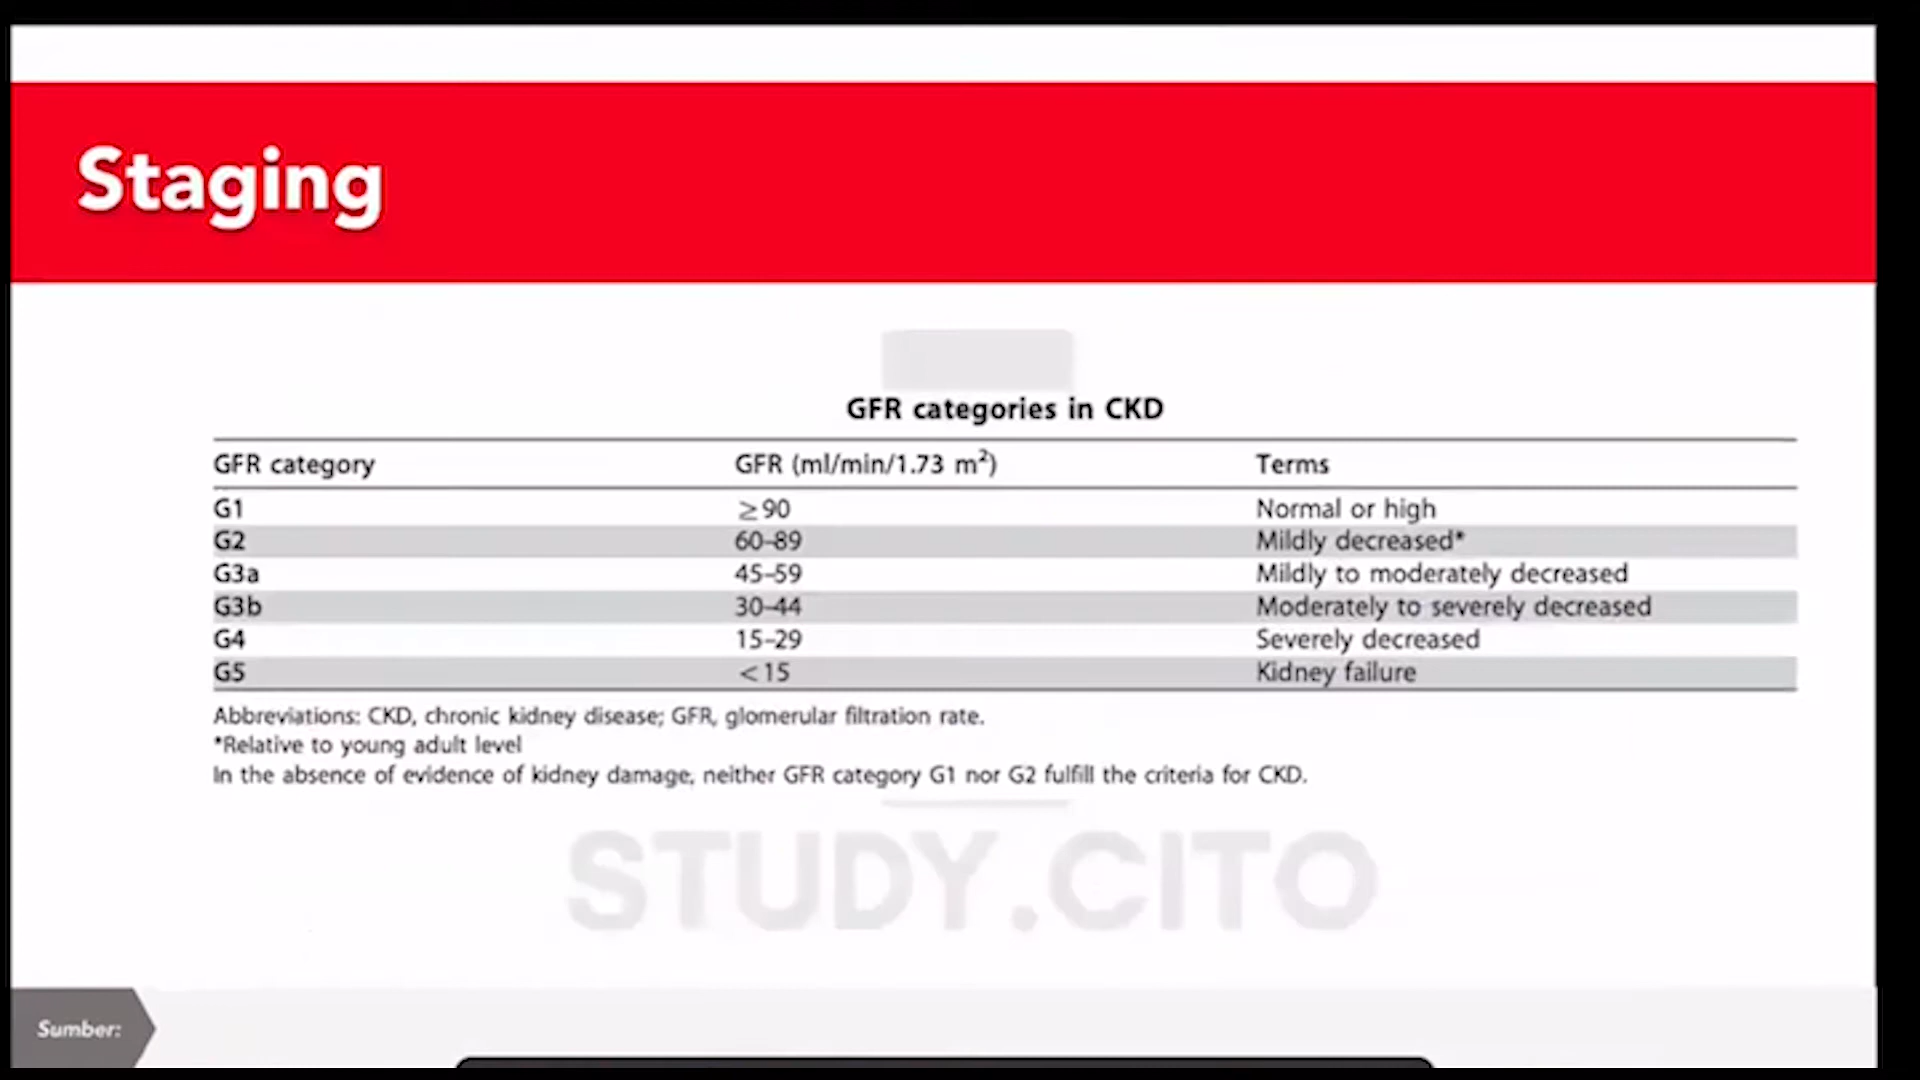 Staging
GFR categories in CKD
GFR category GFR (ml/min/1.73 m²) Terms
G1 ≥90 Normal or high
G2 60–89 Mildly decreased*
G3a 45–59 Mildly to moderately decreased
G3b 30–44 Moderately to severely decreased
G4 15–29 Severely decreased
G5 <15 Kidney failure
Abbreviations: CKD, chronic kidney disease; GFR, glomerular filtration rate.
*Relative to young adult level
In the absence of evidence of kidney damage, neither GFR category G1 nor G2 fulfill the criteria for CKD.
STUDY.CITO
Sumber: